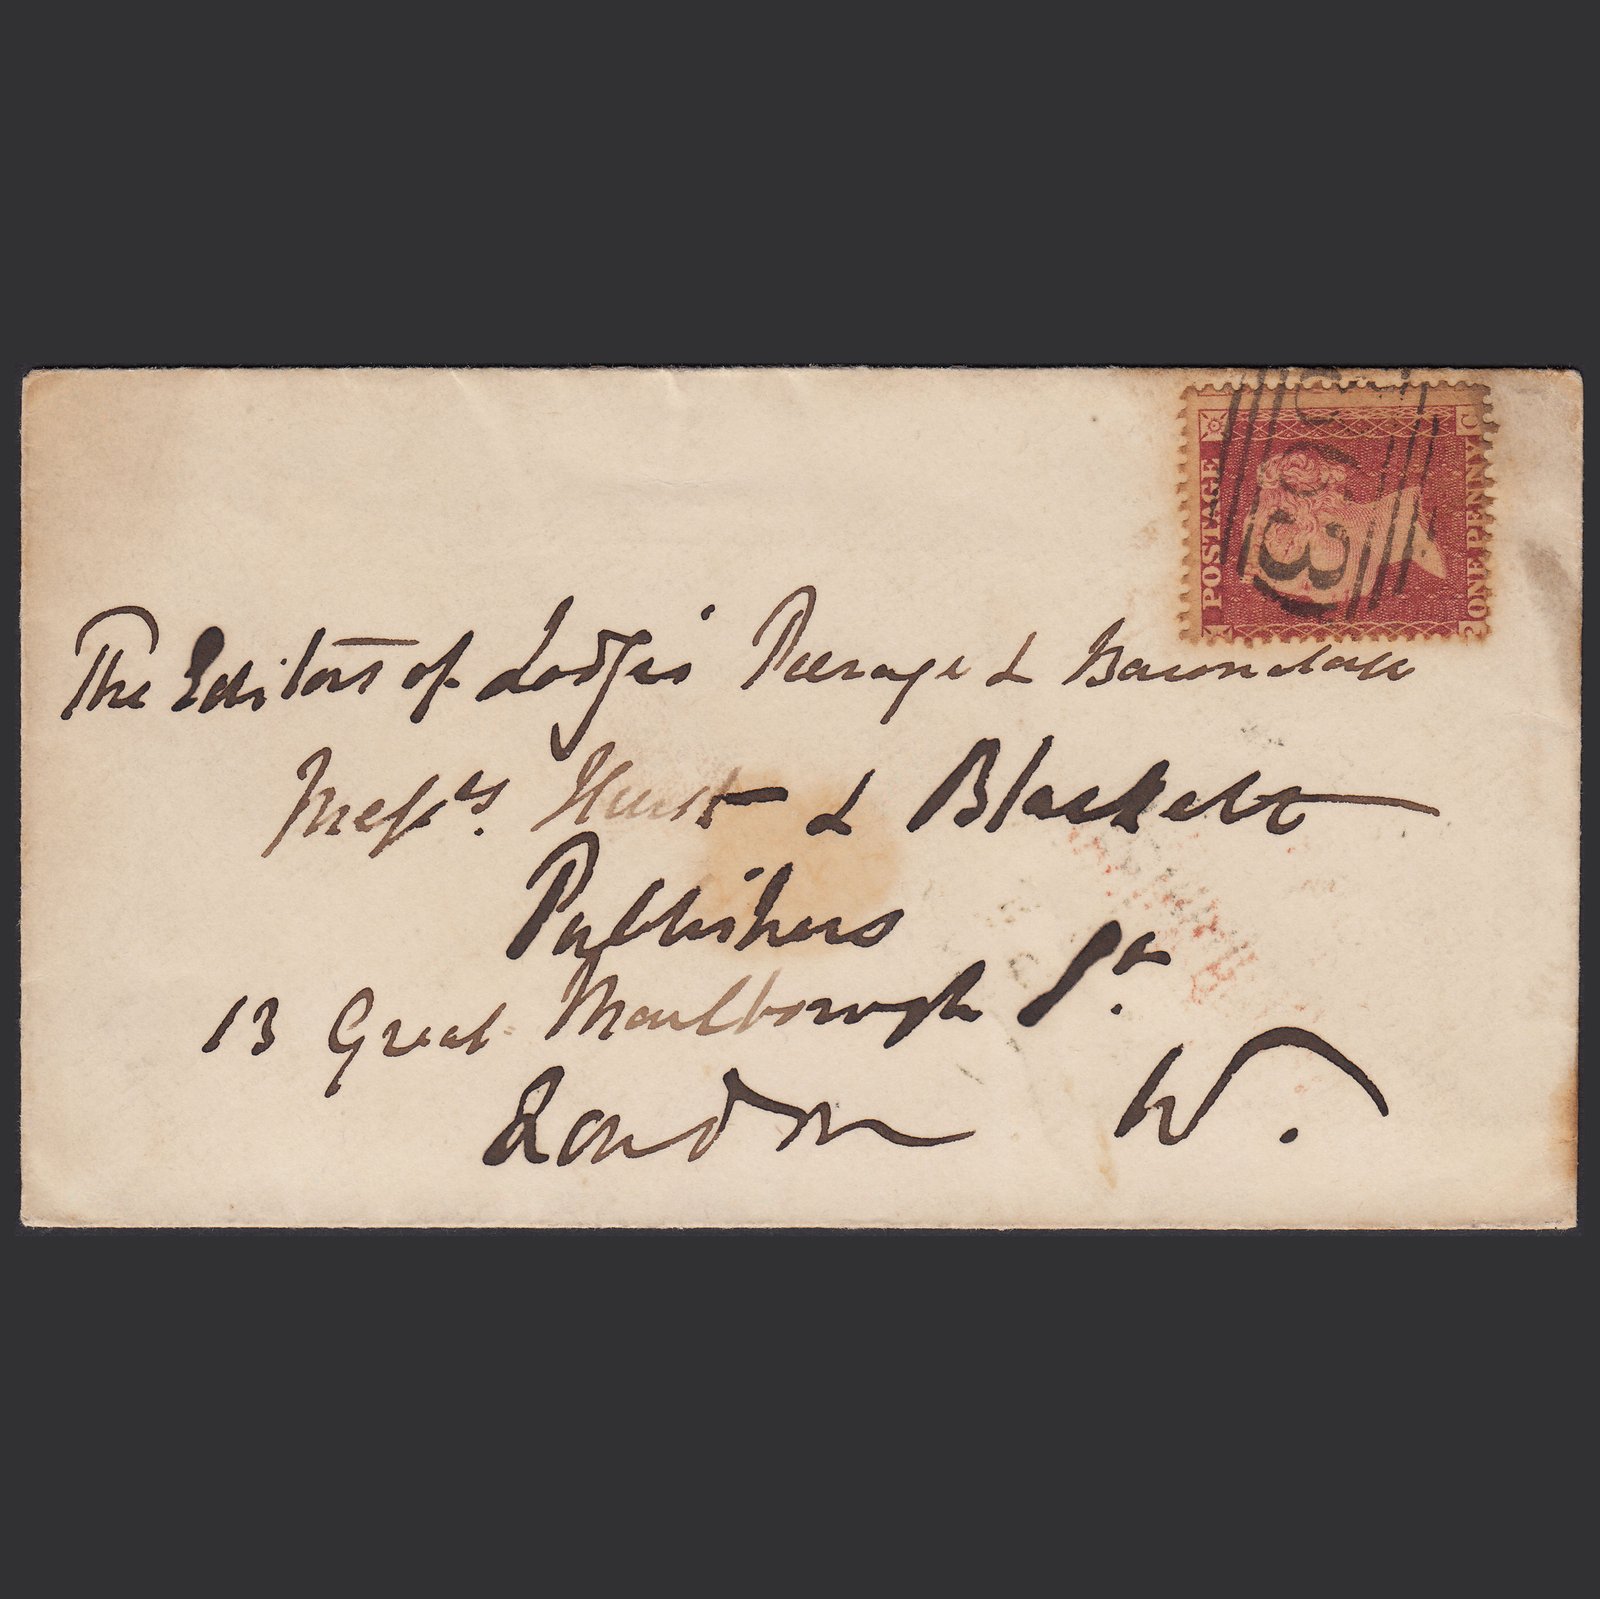 POSTAGE
ONE PENNY
The Editors of Lodge's Peerage & Baronetage
Messrs. Hurst & Blackett
Publishers
13 Great Marlborough St.
London W.